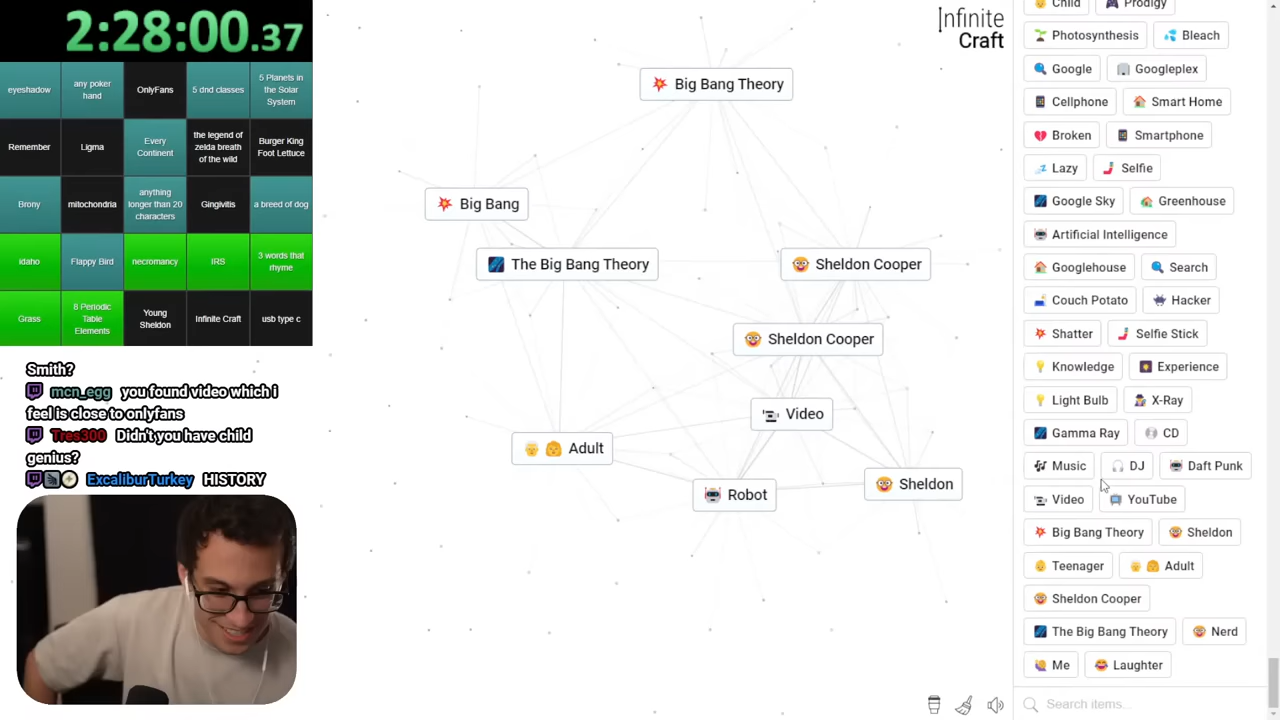 2:28:00.37
eyeshadow
any poker
hand
OnlyFans
5 dnd classes
5 Planets in
the Solar
System
Remember
Ligma
Every
Continent
the legend of
zelda breath
of the wild
Burger King
Foot Lettuce
Brony
mitochondria
anything
longer than 20
characters
Gingivitis
a breed of dog
idaho
Flappy Bird
necromancy
IRS
3 words that
rhyme
Grass
8 Periodic
Table
Elements
Young
Sheldon
Infinite Craft
usb type c
Smith?
mcn_egg you found video which i
feel is close to onlyfans
Tres300 Didn't you have child
genius?
ExcaliburTurkey HISTORY
Infinite
Craft
Big Bang Theory
Big Bang
The Big Bang Theory
Sheldon Cooper
Sheldon Cooper
Video
Adult
Robot
Sheldon
Child Prodigy
Photosynthesis Bleach
Google Googleplex
Cellphone Smart Home
Broken Smartphone
Lazy Selfie
Google Sky Greenhouse
Artificial Intelligence
Googlehouse Search
Couch Potato Hacker
Shatter Selfie Stick
Knowledge Experience
Light Bulb X-Ray
Gamma Ray CD
Music DJ Daft Punk
Video YouTube
Big Bang Theory Sheldon
Teenager Adult
Sheldon Cooper
The Big Bang Theory Nerd
Me Laughter
Search items...